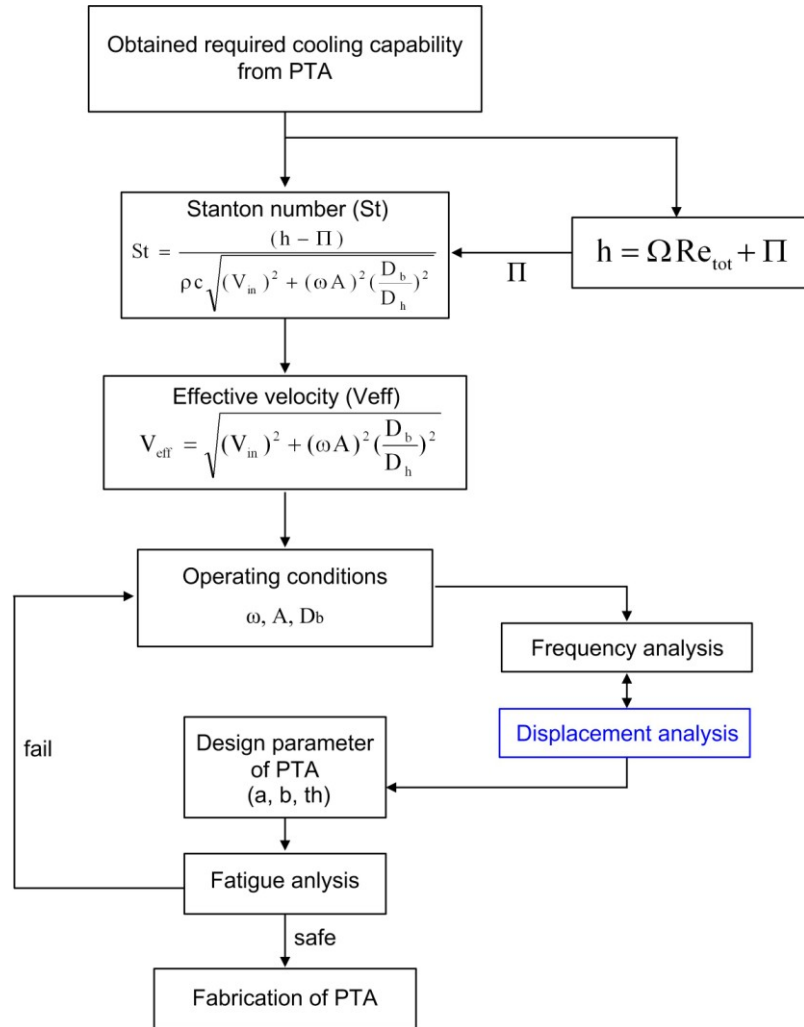 Obtained required cooling capability
from PTA
Stanton number (St)
St = (h − Π) / ρc√((V_in)² + (ωA)²(D_b/D_h)²)
h = Ω Re_tot + Π
Π
Effective velocity (Veff)
V_eff = √((V_in)² + (ωA)²(D_b/D_h)²)
Operating conditions
ω, A, Db
Frequency analysis
Displacement analysis
Design parameter
of PTA
(a, b, th)
fail
Fatigue anlysis
safe
Fabrication of PTA